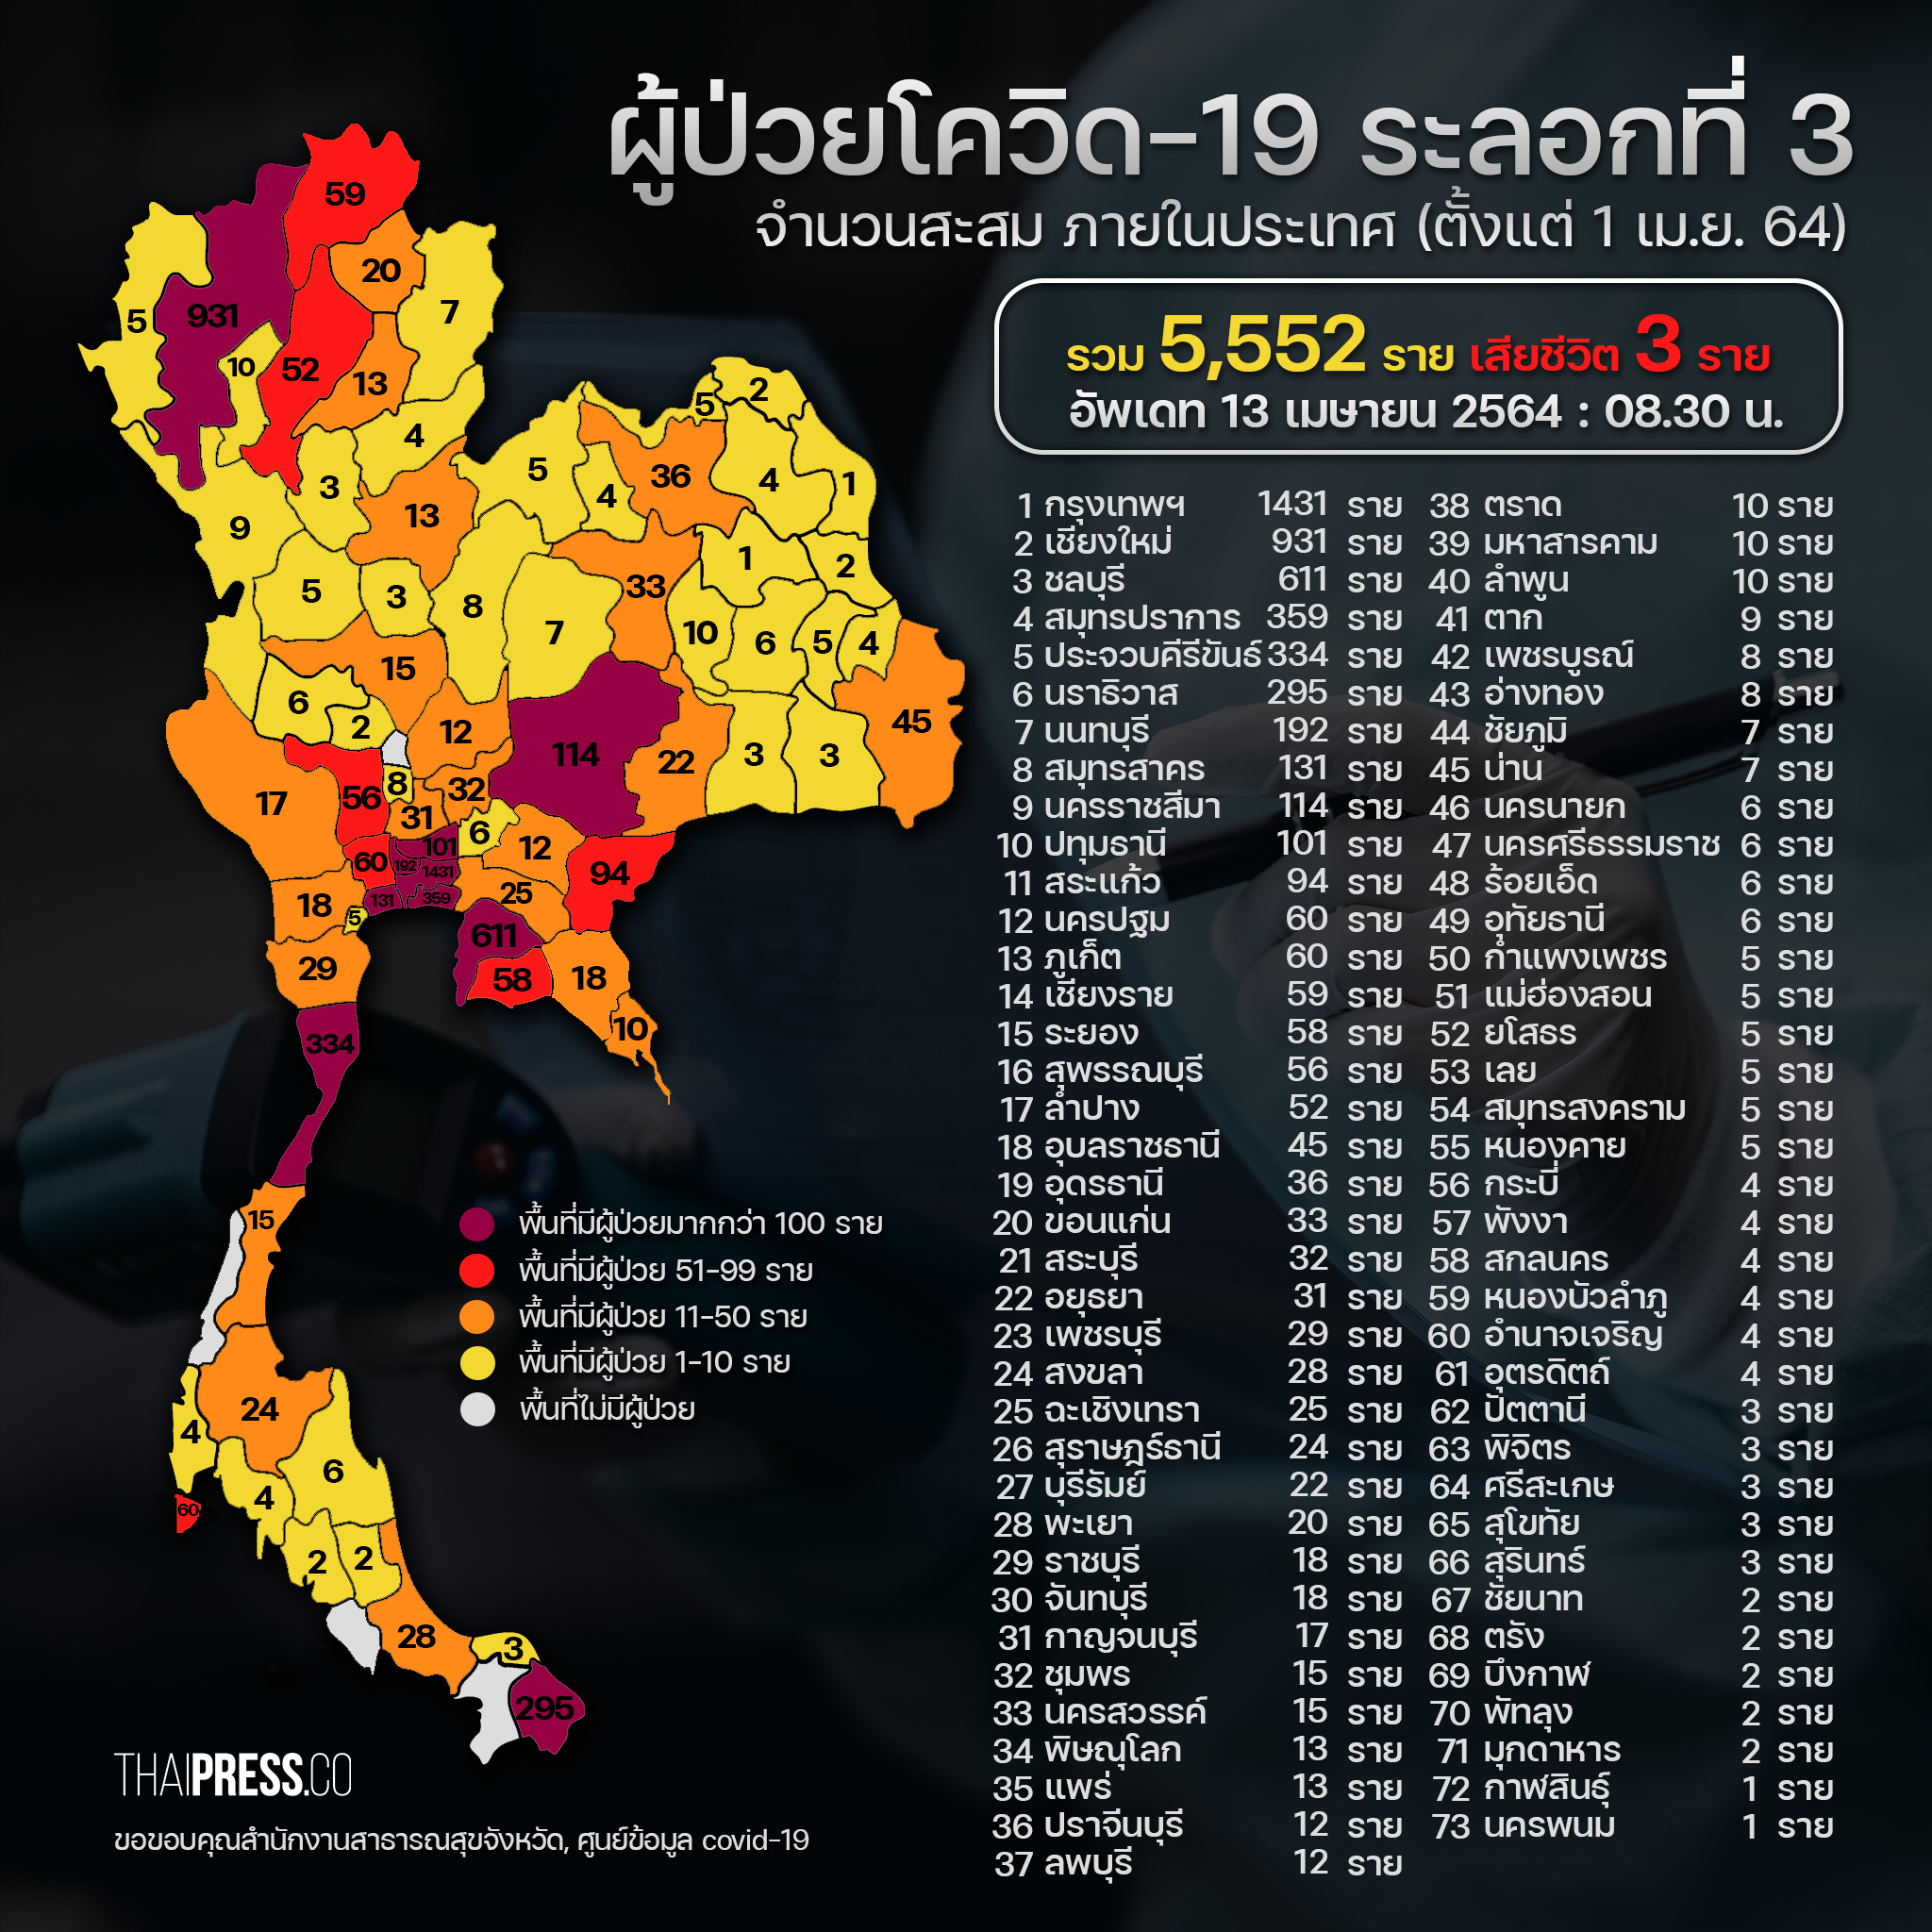 ผู้ป่วยโควิด-19 ระลอกที่ 3
จำนวนสะสม ภายในประเทศ (ตั้งแต่ 1 เม.ย. 64)
รวม 5,552 ราย เสียชีวิต 3 ราย
อัพเดท 13 เมษายน 2564 : 08.30 น.
1 กรุงเทพฯ 1431 ราย
2 เชียงใหม่ 931 ราย
3 ชลบุรี 611 ราย
4 สมุทรปราการ 359 ราย
5 ประจวบคีรีขันธ์ 334 ราย
6 นราธิวาส 295 ราย
7 นนทบุรี 192 ราย
8 สมุทรสาคร 131 ราย
9 นครราชสีมา 114 ราย
10 ปทุมธานี 101 ราย
11 สระแก้ว 94 ราย
12 นครปฐม 60 ราย
13 ภูเก็ต 60 ราย
14 เชียงราย 59 ราย
15 ระยอง 58 ราย
16 สุพรรณบุรี 56 ราย
17 ลำปาง 52 ราย
18 อุบลราชธานี 45 ราย
19 อุดรธานี 36 ราย
20 ขอนแก่น 33 ราย
21 สระบุรี 32 ราย
22 อยุธยา 31 ราย
23 เพชรบุรี 29 ราย
24 สงขลา 28 ราย
25 ฉะเชิงเทรา 25 ราย
26 สุราษฎร์ธานี 24 ราย
27 บุรีรัมย์ 22 ราย
28 พะเยา 20 ราย
29 ราชบุรี 18 ราย
30 จันทบุรี 18 ราย
31 กาญจนบุรี 17 ราย
32 ชุมพร 15 ราย
33 นครสวรรค์ 15 ราย
34 พิษณุโลก 13 ราย
35 แพร่ 13 ราย
36 ปราจีนบุรี 12 ราย
37 ลพบุรี 12 ราย
38 ตราด 10 ราย
39 มหาสารคาม 10 ราย
40 ลำพูน 10 ราย
41 ตาก 9 ราย
42 เพชรบูรณ์ 8 ราย
43 อ่างทอง 8 ราย
44 ชัยภูมิ 7 ราย
45 น่าน 7 ราย
46 นครนายก 6 ราย
47 นครศรีธรรมราช 6 ราย
48 ร้อยเอ็ด 6 ราย
49 อุทัยธานี 6 ราย
50 กำแพงเพชร 5 ราย
51 แม่ฮ่องสอน 5 ราย
52 ยโสธร 5 ราย
53 เลย 5 ราย
54 สมุทรสงคราม 5 ราย
55 หนองคาย 5 ราย
56 กระบี่ 4 ราย
57 พังงา 4 ราย
58 สกลนคร 4 ราย
59 หนองบัวลำภู 4 ราย
60 อำนาจเจริญ 4 ราย
61 อุตรดิตถ์ 4 ราย
62 ปัตตานี 3 ราย
63 พิจิตร 3 ราย
64 ศรีสะเกษ 3 ราย
65 สุโขทัย 3 ราย
66 สุรินทร์ 3 ราย
67 ชัยนาท 2 ราย
68 ตรัง 2 ราย
69 บึงกาฬ 2 ราย
70 พัทลุง 2 ราย
71 มุกดาหาร 2 ราย
72 กาฬสินธุ์ 1 ราย
73 นครพนม 1 ราย
59
20
7
5 931
10 52 13
5 2
4
5 4 36 4 1
3 13
9
1 2
5 3 8 33
7 10 6 5 4
15
6 2 12 114 22 3 3 45
17 56 8 32
31 6
60 101 12 94
192 1431
18 5 131 359 25
611
29 58 18
10
334
15
24
4
6
4
60
2 2
28 3
295
พื้นที่มีผู้ป่วยมากกว่า 100 ราย
พื้นที่มีผู้ป่วย 51-99 ราย
พื้นที่มีผู้ป่วย 11-50 ราย
พื้นที่มีผู้ป่วย 1-10 ราย
พื้นที่ไม่มีผู้ป่วย
THAIPRESS.CO
ขอขอบคุณสำนักงานสาธารณสุขจังหวัด, ศูนย์ข้อมูล covid-19